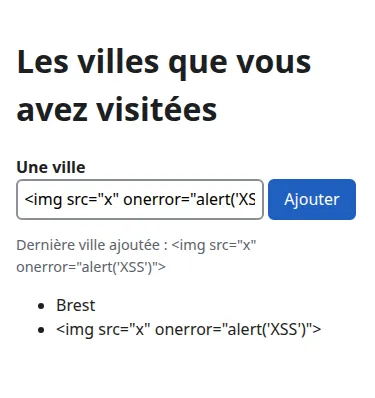 Les villes que vous
avez visitées
Une ville
<img src="x" onerror="alert('XS
Ajouter
Dernière ville ajoutée : <img src="x"
onerror="alert('XSS')">
Brest
<img src="x" onerror="alert('XSS')">